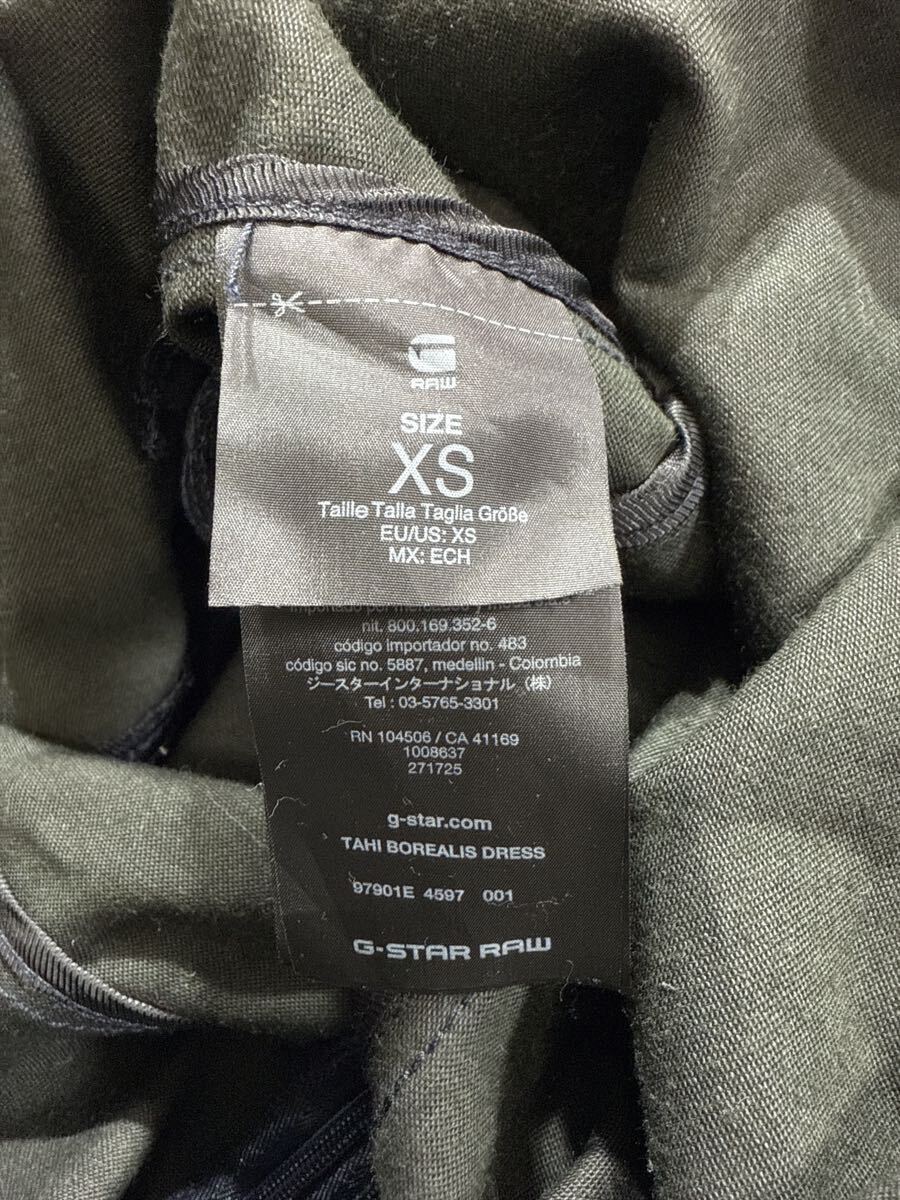 G
RAW
SIZE
XS
Taille Talla Taglia Größe
EU/US: XS
MX: ECH
nit. 800.169.352-6
código importador no. 483
código sic no. 5887, medellin - Colombia
ジースターインターナショナル（株）
Tel : 03-5765-3301
RN 104506 / CA 41169
1008637
271725
g-star.com
TAHI BOREALIS DRESS
97901E 4597 001
G-STAR RAW